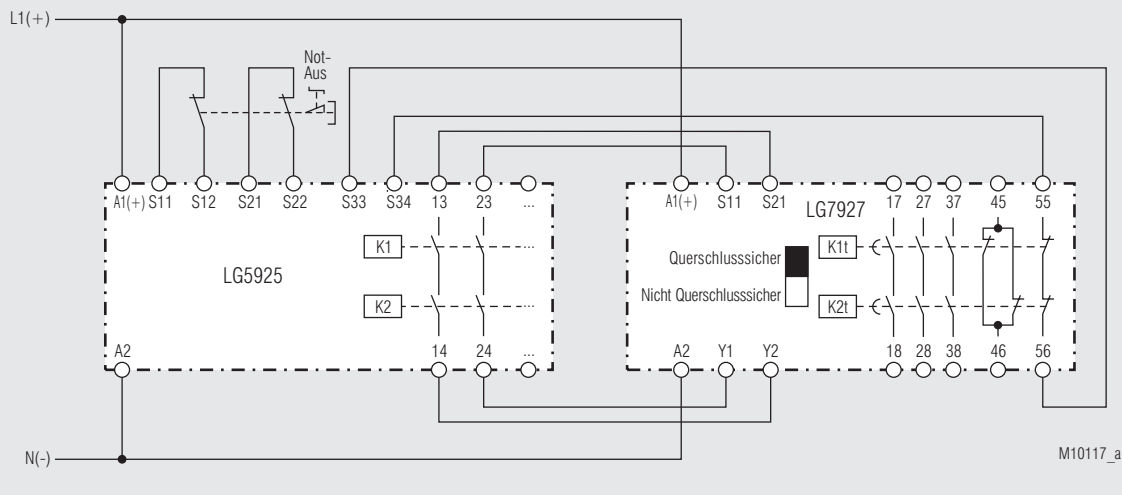 L1(+)
Not-
Aus
A1(+) S11 S12 S21 S22 S33 S34 13 23 ...
A1(+) S11 S21 LG7927 17 27 37 45 55
K1 ...
Querschlusssicher K1t
LG5925
Nicht Querschlusssicher K2t
K2 ...
A2 14 24 ...
A2 Y1 Y2 18 28 38 46 56
N(-)
M10117_a